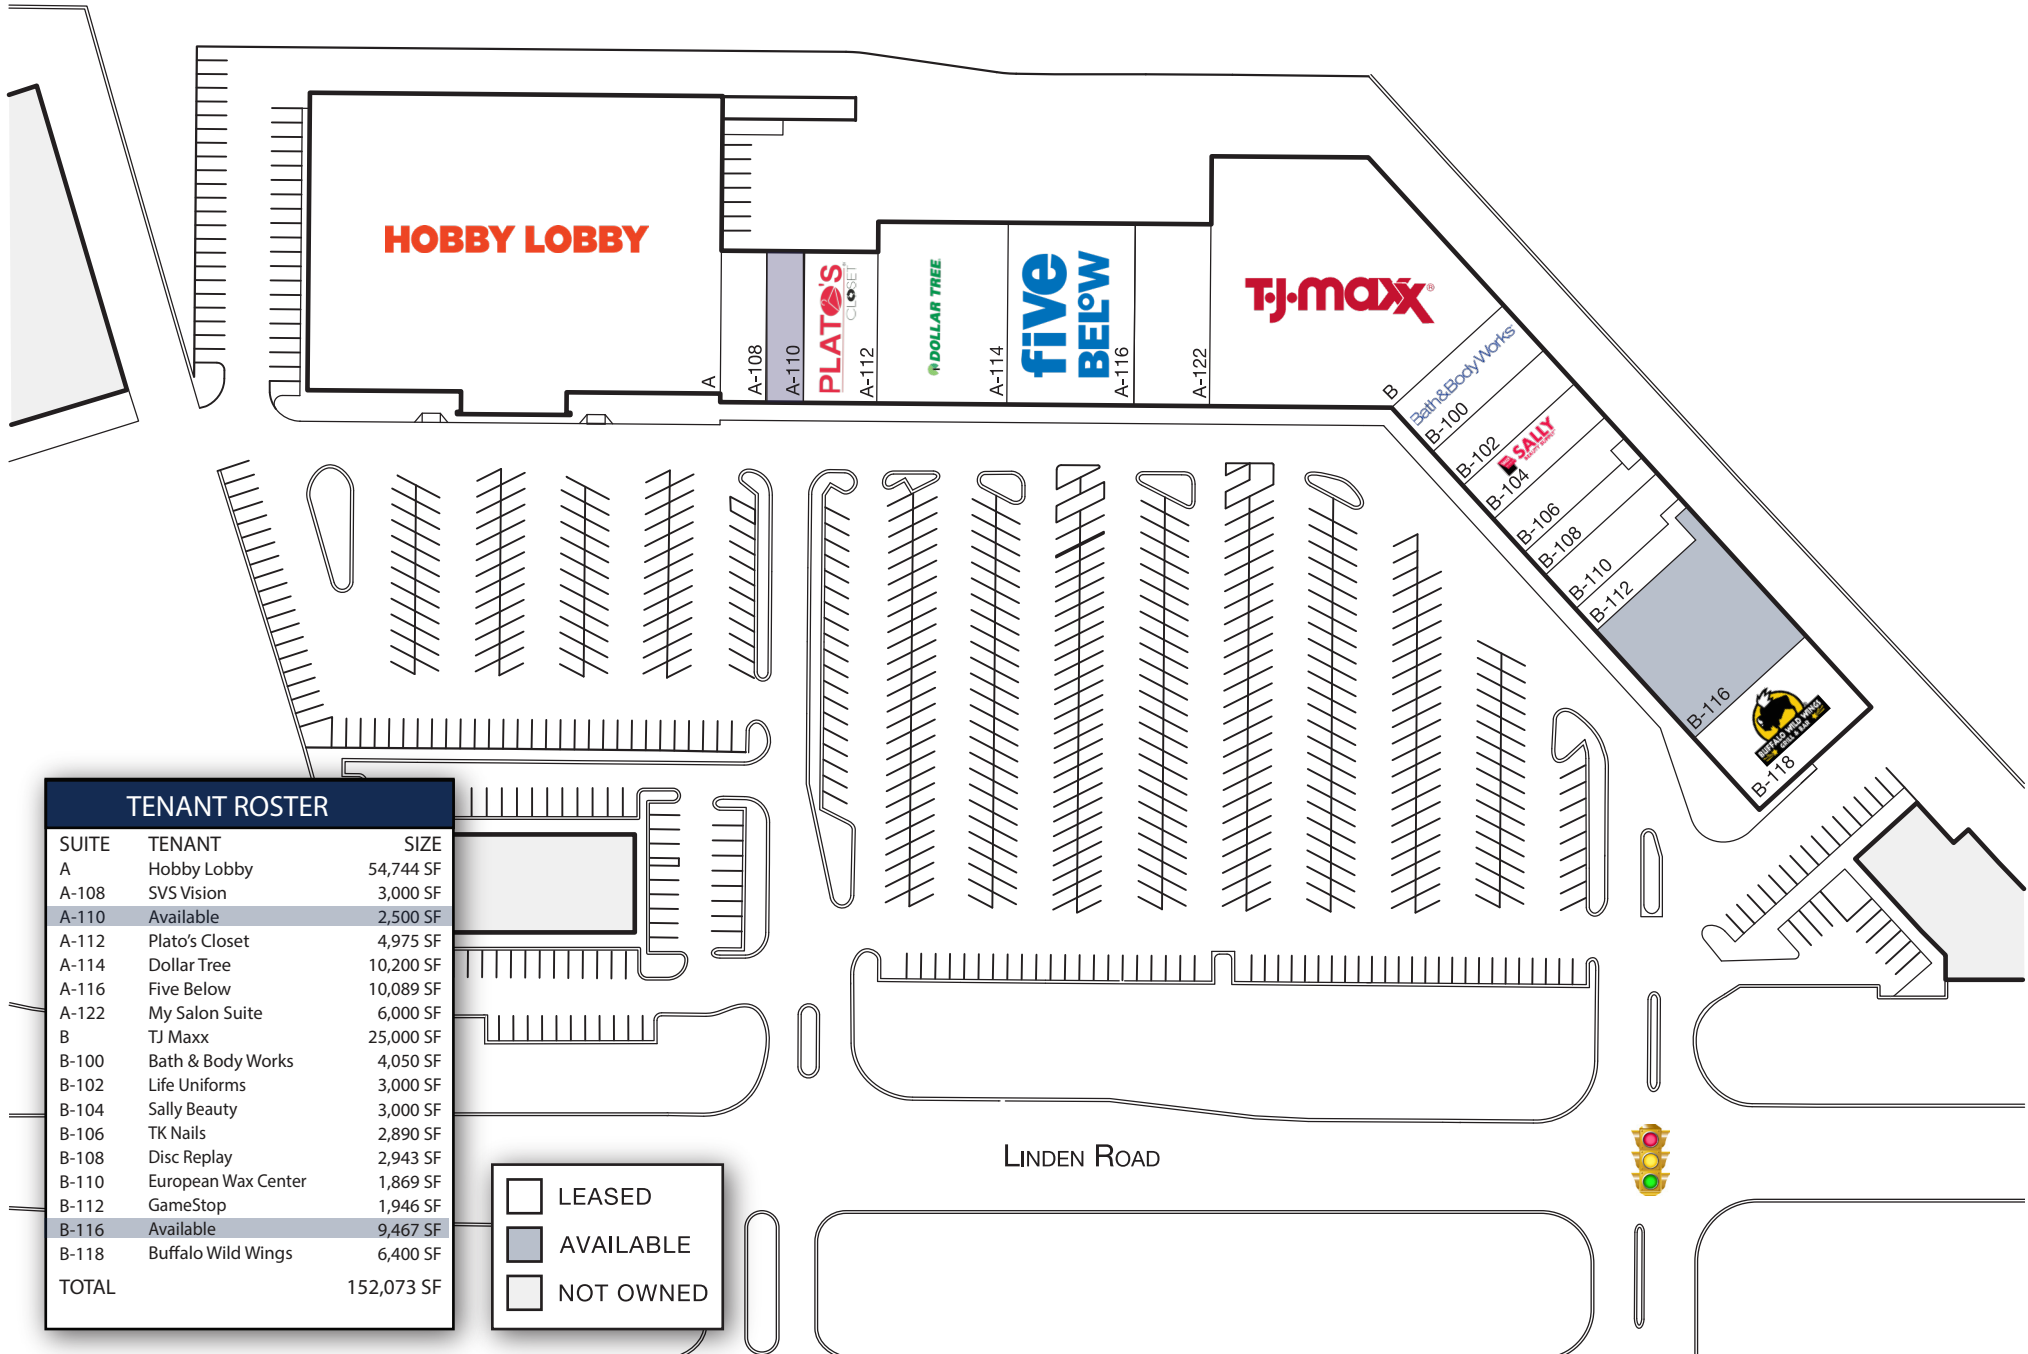 HOBBY LOBBY
A
A-108
A-110
PLATO'S
CLOSET
A-112
DOLLAR TREE
A-114
five
BELOW
A-116
A-122
T·J·maxx®
B
Bath&BodyWorks
B-100
B-102
SALLY
BEAUTY SUPPLY
B-104
B-106
B-108
B-110
B-112
B-116
BUFFALO WILD WINGS
GRILL & BAR
B-118
TENANT ROSTER
SUITE TENANT SIZE
A Hobby Lobby 54,744 SF
A-108 SVS Vision 3,000 SF
A-110 Available 2,500 SF
A-112 Plato's Closet 4,975 SF
A-114 Dollar Tree 10,200 SF
A-116 Five Below 10,089 SF
A-122 My Salon Suite 6,000 SF
B TJ Maxx 25,000 SF
B-100 Bath & Body Works 4,050 SF
B-102 Life Uniforms 3,000 SF
B-104 Sally Beauty 3,000 SF
B-106 TK Nails 2,890 SF
B-108 Disc Replay 2,943 SF
B-110 European Wax Center 1,869 SF
B-112 GameStop 1,946 SF
B-116 Available 9,467 SF
B-118 Buffalo Wild Wings 6,400 SF
TOTAL 152,073 SF
LEASED
AVAILABLE
NOT OWNED
LINDEN ROAD